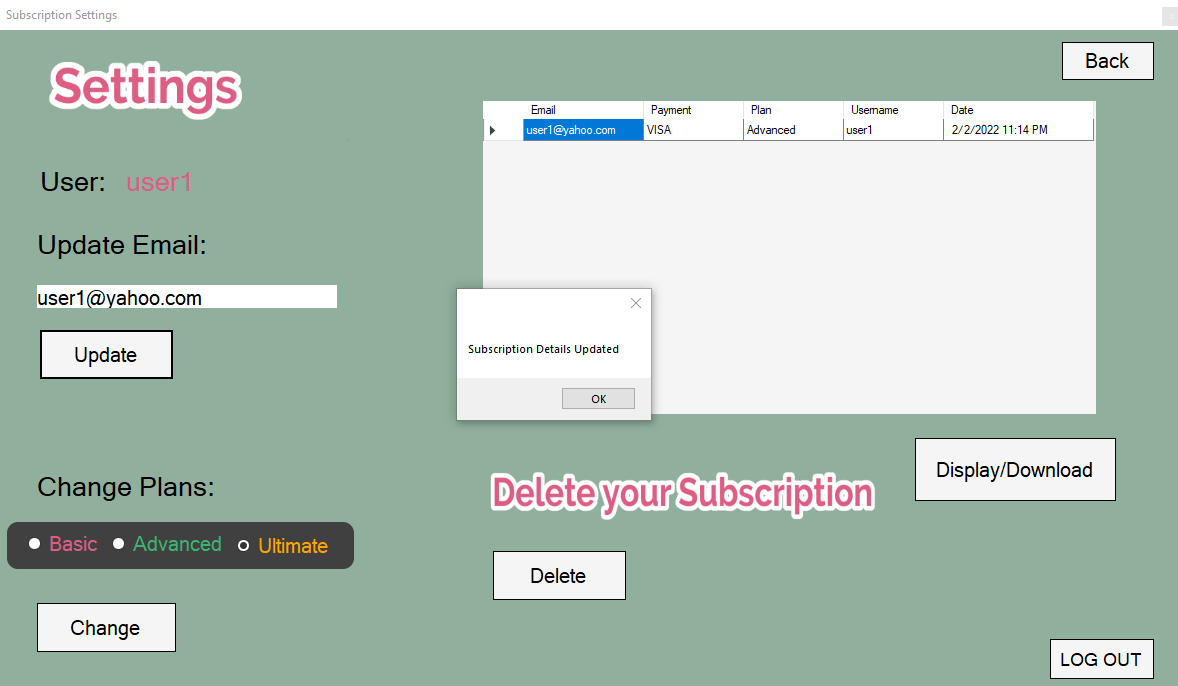 Subscription Settings
Back
Settings
Email Payment Plan Username Date
user1@yahoo.com VISA Advanced user1 2/2/2022 11:14 PM
User: user1
Update Email:
user1@yahoo.com
Update
Subscription Details Updated
OK
Display/Download
Change Plans:
Delete your Subscription
Basic Advanced Ultimate
Delete
Change
LOG OUT